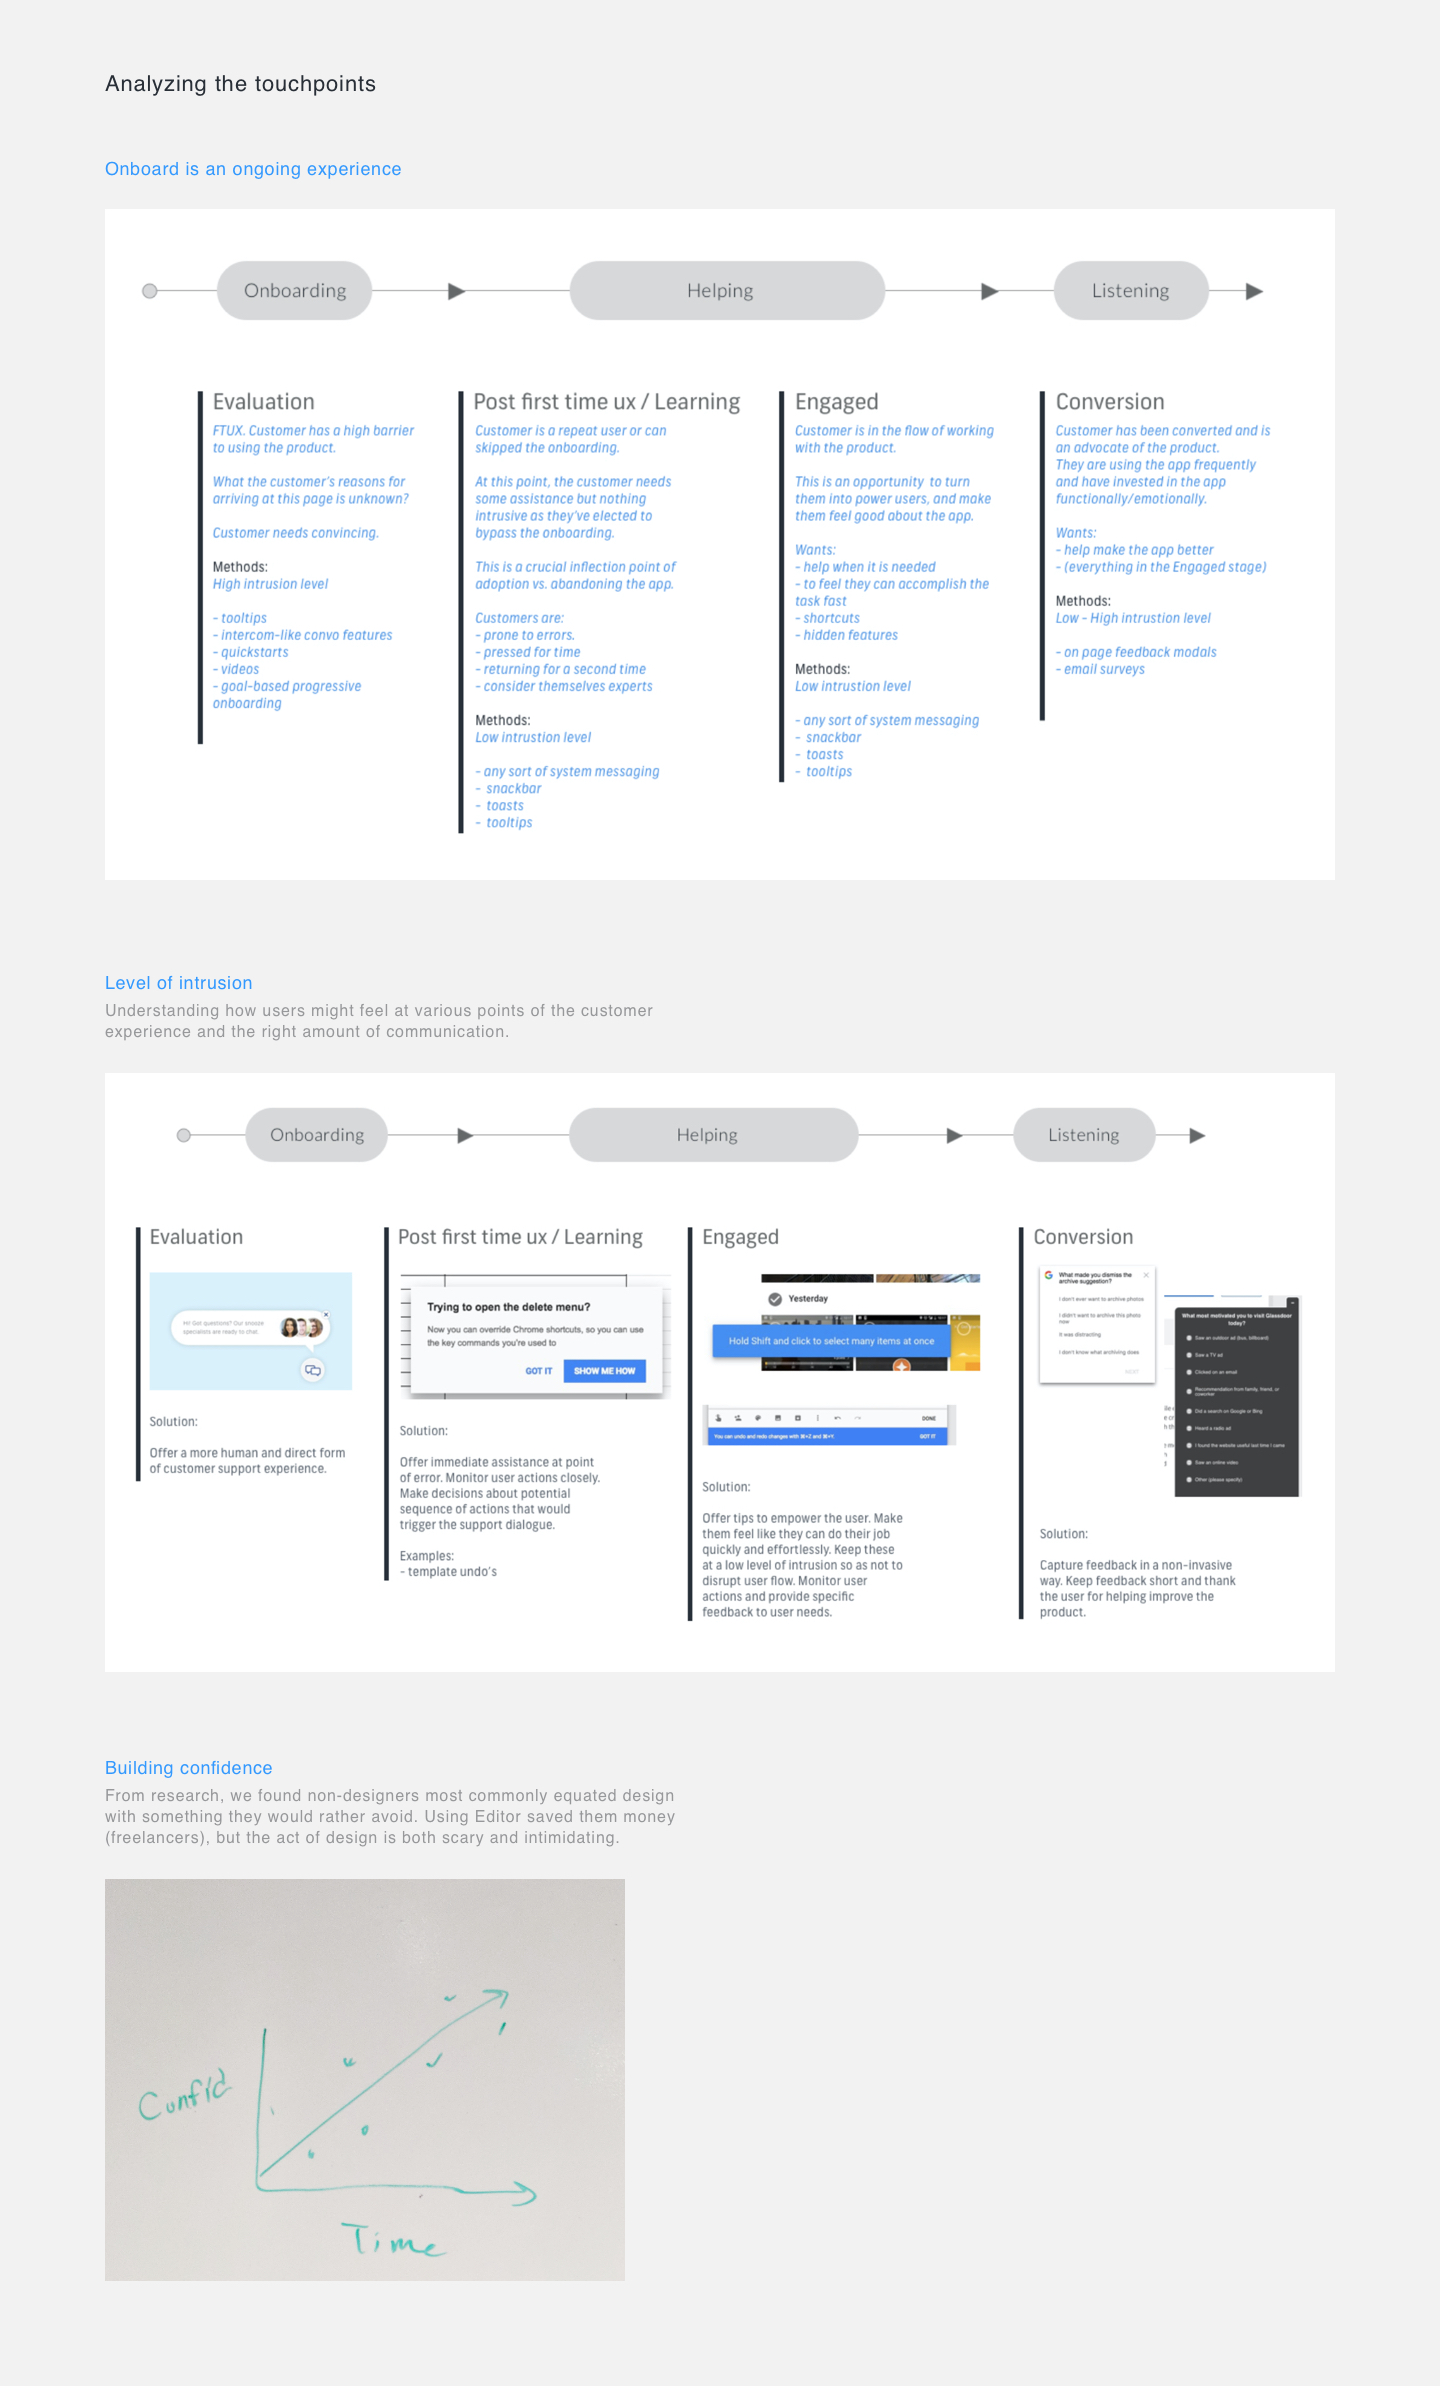 Analyzing the touchpoints
Onboard is an ongoing experience
Onboarding
Helping
Listening
Evaluation
FTUX. Customer has a high barrier
to using the product.
What the customer's reasons for
arriving at this page is unknown?
Customer needs convincing.
Methods:
High intrusion level
- tooltips
- intercom-like convo features
- quickstarts
- videos
- goal-based progressive
onboarding
Post first time ux / Learning
Customer is a repeat user or can
skipped the onboarding.
At this point, the customer needs
some assistance but nothing
intrusive as they've elected to
bypass the onboarding.
This is a crucial inflection point of
adoption vs. abandoning the app.
Customers are:
- prone to errors.
- pressed for time
- returning for a second time
- consider themselves experts
Methods:
Low intrustion level
- any sort of system messaging
- snackbar
- toasts
- tooltips
Engaged
Customer is in the flow of working
with the product.
This is an opportunity to turn
them into power users, and make
them feel good about the app.
Wants:
- help when it is needed
- to feel they can accomplish the
task fast
- shortcuts
- hidden features
Methods:
Low intrustion level
- any sort of system messaging
- snackbar
- toasts
- tooltips
Conversion
Customer has been converted and is
an advocate of the product.
They are using the app frequently
and have invested in the app
functionally/emotionally.
Wants:
- help make the app better
- (everything in the Engaged stage)
Methods:
Low - High intrustion level
- on page feedback modals
- email surveys
Level of intrusion
Understanding how users might feel at various points of the customer
experience and the right amount of communication.
Onboarding
Helping
Listening
Evaluation
Hi! Got questions? Our snooze
specialists are ready to chat.
Solution:
Offer a more human and direct form
of customer support experience.
Post first time ux / Learning
Trying to open the delete menu?
Now you can override Chrome shortcuts, so you can use
the key commands you're used to
GOT IT
SHOW ME HOW
Solution:
Offer immediate assistance at point
of error. Monitor user actions closely.
Make decisions about potential
sequence of actions that would
trigger the support dialogue.
Examples:
- template undo's
Engaged
Yesterday
Hold Shift and click to select many items at once
DONE
You can undo and redo changes with ⌘+Z and ⌘+Y.
GOT IT
Solution:
Offer tips to empower the user. Make
them feel like they can do their job
quickly and effortlessly. Keep these
at a low level of intrusion so as not to
disrupt user flow. Monitor user
actions and provide specific
feedback to user needs.
Conversion
What made you dismiss the
archive suggestion?
I don't ever want to archive photos
I didn't want to archive this photo
now
It was distracting
I don't know what archiving does
NEXT
What most motivated you to visit Glassdoor
today?
Saw an outdoor ad (bus, billboard)
Saw a TV ad
Clicked on an email
Recommendation from family, friend, or
coworker
Did a search on Google or Bing
Heard a radio ad
I found the website useful last time I came
Saw an online video
Other (please specify)
Solution:
Capture feedback in a non-invasive
way. Keep feedback short and thank
the user for helping improve the
product.
Building confidence
From research, we found non-designers most commonly equated design
with something they would rather avoid. Using Editor saved them money
(freelancers), but the act of design is both scary and intimidating.
Confid
Time